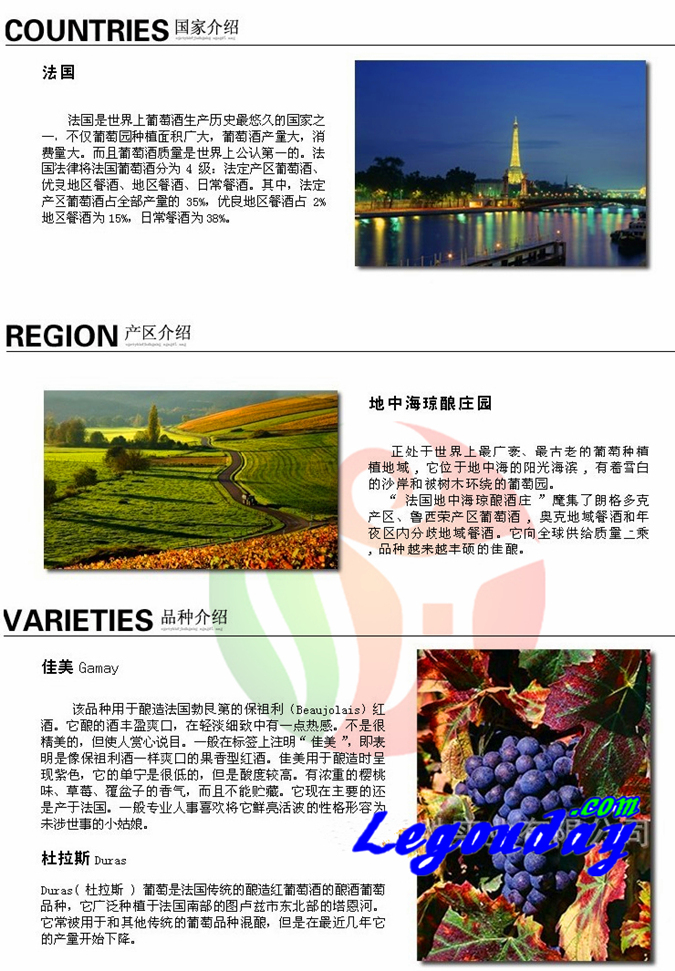 COUNTRIES 国家介绍
法国
法国是世界上葡萄酒生产历史最悠久的国家之
一，不仅葡萄园种植面积广大，葡萄酒产量大，消
费量大。而且葡萄酒质量是世界上公认第一的。法
国法律将法国葡萄酒分为 4 级：法定产区葡萄酒、
优良地区餐酒、地区餐酒、日常餐酒。其中，法定
产区葡萄酒占全部产量的 35%，优良地区餐酒占 2%
地区餐酒为 15%，日常餐酒为 38%。
REGION 产区介绍
地中海琼酿庄园
正处于世界上最广袤、最古老的葡萄种植
植地域，它位于地中海的阳光海滨，有着雪白
的沙岸和被树木环绕的葡萄园。
“ 法国地中海琼酿酒庄 ”麾集了朗格多克
产区、鲁西荣产区葡萄酒，奥克地域餐酒和年
夜区内分歧地域餐酒。它向全球供给质量上乘
，品种越来越丰硕的佳酿。
VARIETIES 品种介绍
佳美 Gamay
该品种用于酿造法国勃艮第的保祖利（Beaujolais）红
酒。它酿的酒丰盈爽口，在轻淡细致中有一点热感。不是很
精美的，但使人赏心说目。一般在标签上注明“ 佳美 ”，即表
明是像保祖利酒一样爽口的果香型红酒。佳美用于酿造时呈
现紫色，它的单宁是很低的，但是酸度较高。有浓重的樱桃
味、草莓、覆盆子的香气，而且不能贮藏。它现在主要的还
是产于法国。一般专业人事喜欢将它鲜亮活波的性格形容为
未涉世事的小姑娘。
Legonday.com
杜拉斯 Duras
Duras( 杜拉斯 ) 葡萄是法国传统的酿造红葡萄酒的酿酒葡萄
品种，它广泛种植于法国南部的图卢兹市东北部的塔恩河。
它常被用于和其他传统的葡萄品种混酿，但是在最近几年它
的产量开始下降。